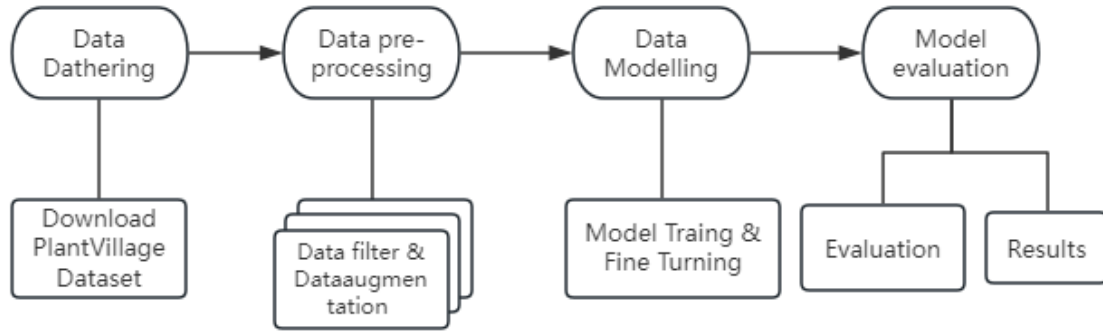 Data
Dathering
Data pre-
processing
Data
Modelling
Model
evaluation
Download
PlantVillage
Dataset
Data filter &
Dataaugmen
tation
Model Traing &
Fine Turning
Evaluation
Results